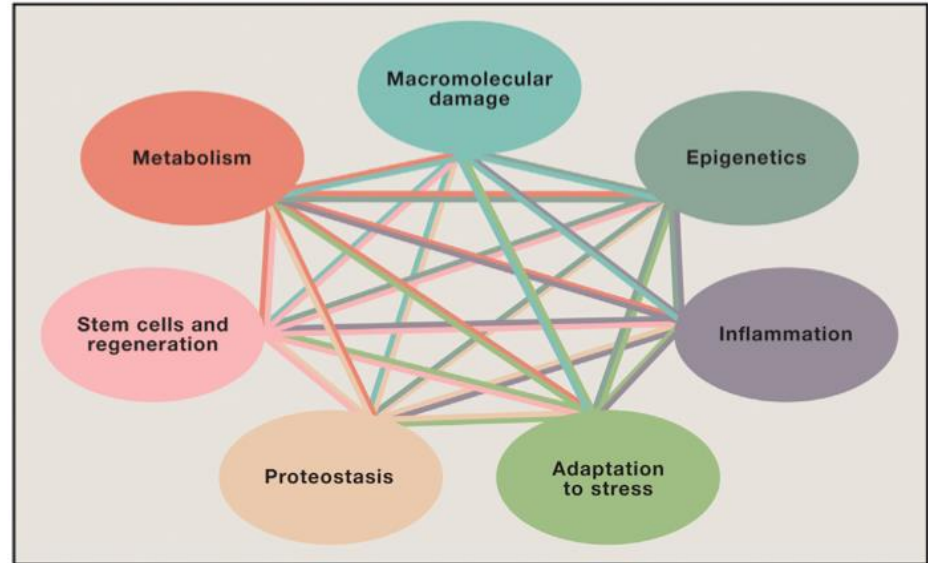 Macromolecular
damage
Metabolism
Epigenetics
Stem cells and
regeneration
Inflammation
Proteostasis
Adaptation
to stress